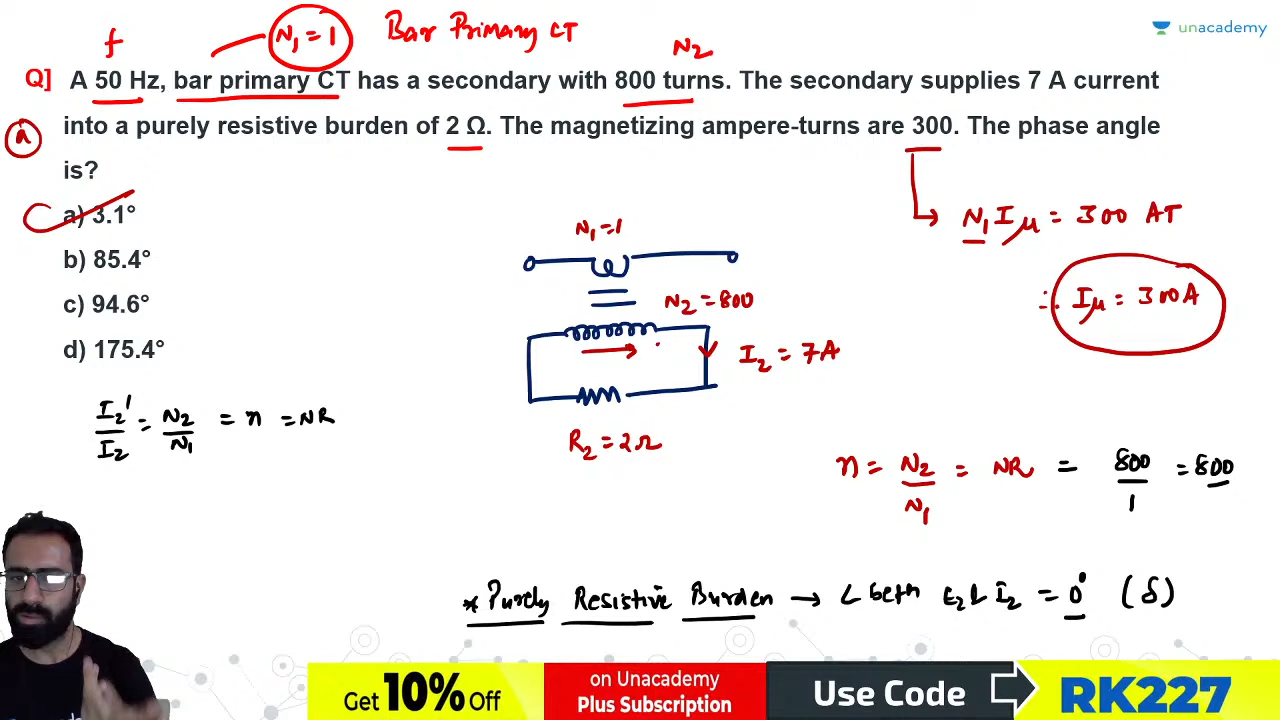 f
N₁ = 1
Bar Primary CT
unacademy
N₂
Q] A 50 Hz, bar primary CT has a secondary with 800 turns. The secondary supplies 7 A current
into a purely resistive burden of 2 Ω. The magnetizing ampere-turns are 300. The phase angle
is?
a
a) 3.1°
b) 85.4°
c) 94.6°
d) 175.4°
N₁ Iμ = 300 AT
∴ Iμ = 300A
N₁ = 1
N₂ = 800
I₂ = 7A
R₂ = 2Ω
I₂'/I₂ = N₂/N₁ = n = NR
n = N₂/N₁ = NR = 800/1 = 800
* Purely Resistive Burden → ∠ betn E₂ & I₂ = 0° (δ)
Get 10% Off
on Unacademy
Plus Subscription
Use Code
RK227